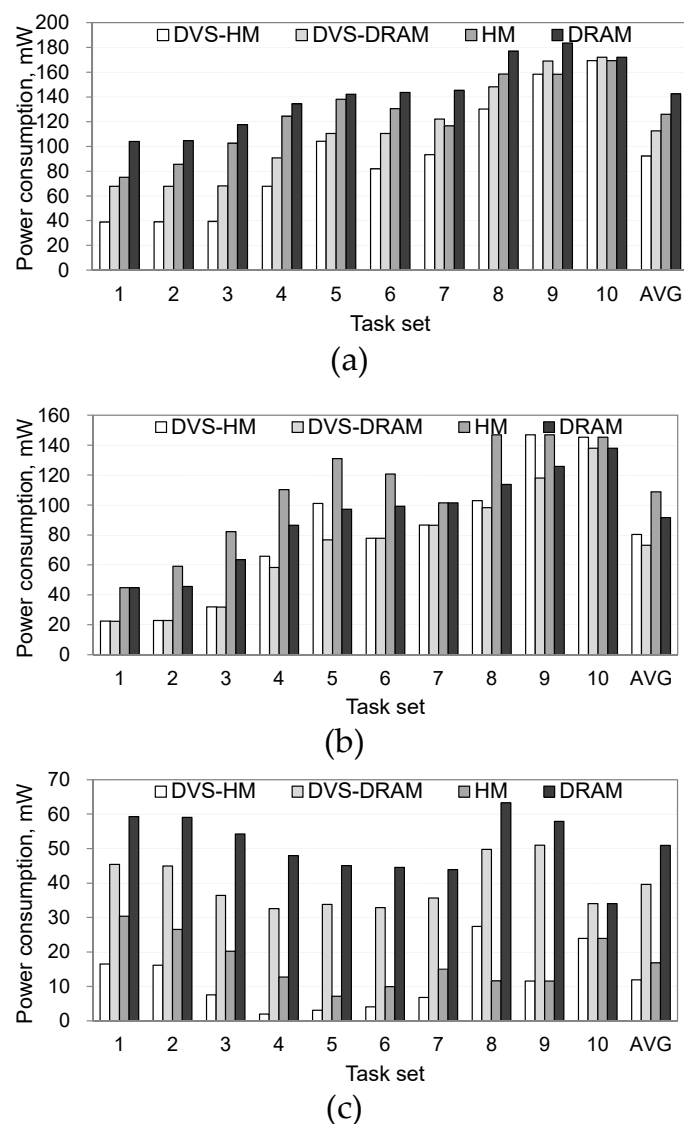 DVS-HM DVS-DRAM HM DRAM
200
180
160
140
120
100
80
60
40
20
0
Power consumption, mW
1 2 3 4 5 6 7 8 9 10 AVG
Task set
(a)
DVS-HM DVS-DRAM HM DRAM
160
140
120
100
80
60
40
20
0
Power consumption, mW
1 2 3 4 5 6 7 8 9 10 AVG
Task set
(b)
DVS-HM DVS-DRAM HM DRAM
70
60
50
40
30
20
10
0
Power consumption, mW
1 2 3 4 5 6 7 8 9 10 AVG
Task set
(c)